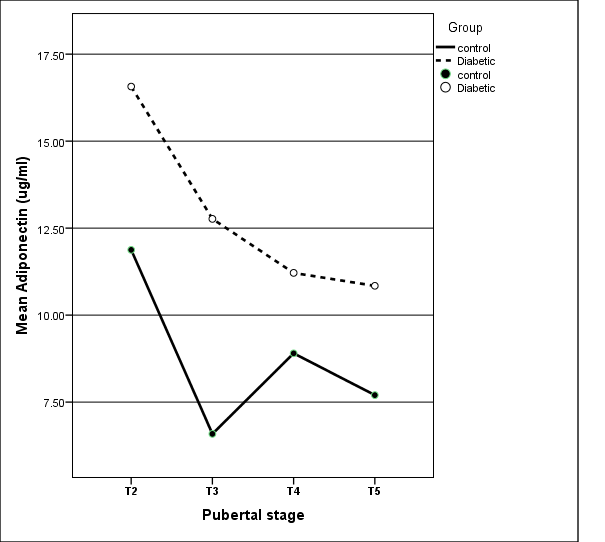 Group
control
Diabetic
control
Diabetic
17.50
15.00
12.50
10.00
7.50
Mean Adiponectin (ug/ml)
T2 T3 T4 T5
Pubertal stage